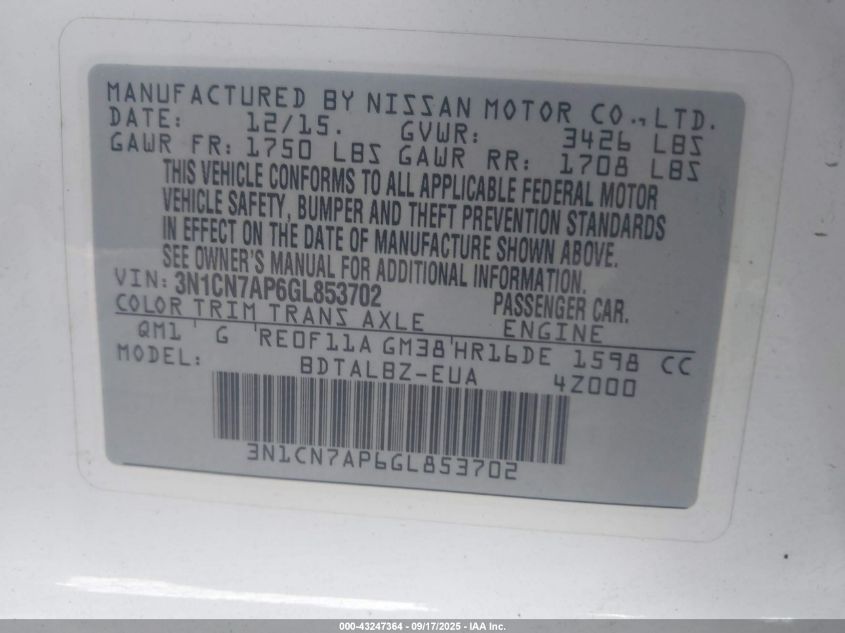 MANUFACTURED BY NISSAN MOTOR CO., LTD.
DATE: 12/15. GVWR: 3426 LBS
GAWR FR: 1750 LBS GAWR RR: 1708 LBS
THIS VEHICLE CONFORMS TO ALL APPLICABLE FEDERAL MOTOR
VEHICLE SAFETY, BUMPER AND THEFT PREVENTION STANDARDS
IN EFFECT ON THE DATE OF MANUFACTURE SHOWN ABOVE.
SEE OWNER'S MANUAL FOR ADDITIONAL INFORMATION.
VIN: 3N1CN7AP6GL853702 PASSENGER CAR.
COLOR TRIM TRANS AXLE ENGINE
QM1 ' G 'RE0F11A GM38'HR16DE 1598 CC
MODEL: BDTALBZ-EUA 4Z000
3N1CN7AP6GL853702
000-43247364 - 09/17/2025 - IAA Inc.